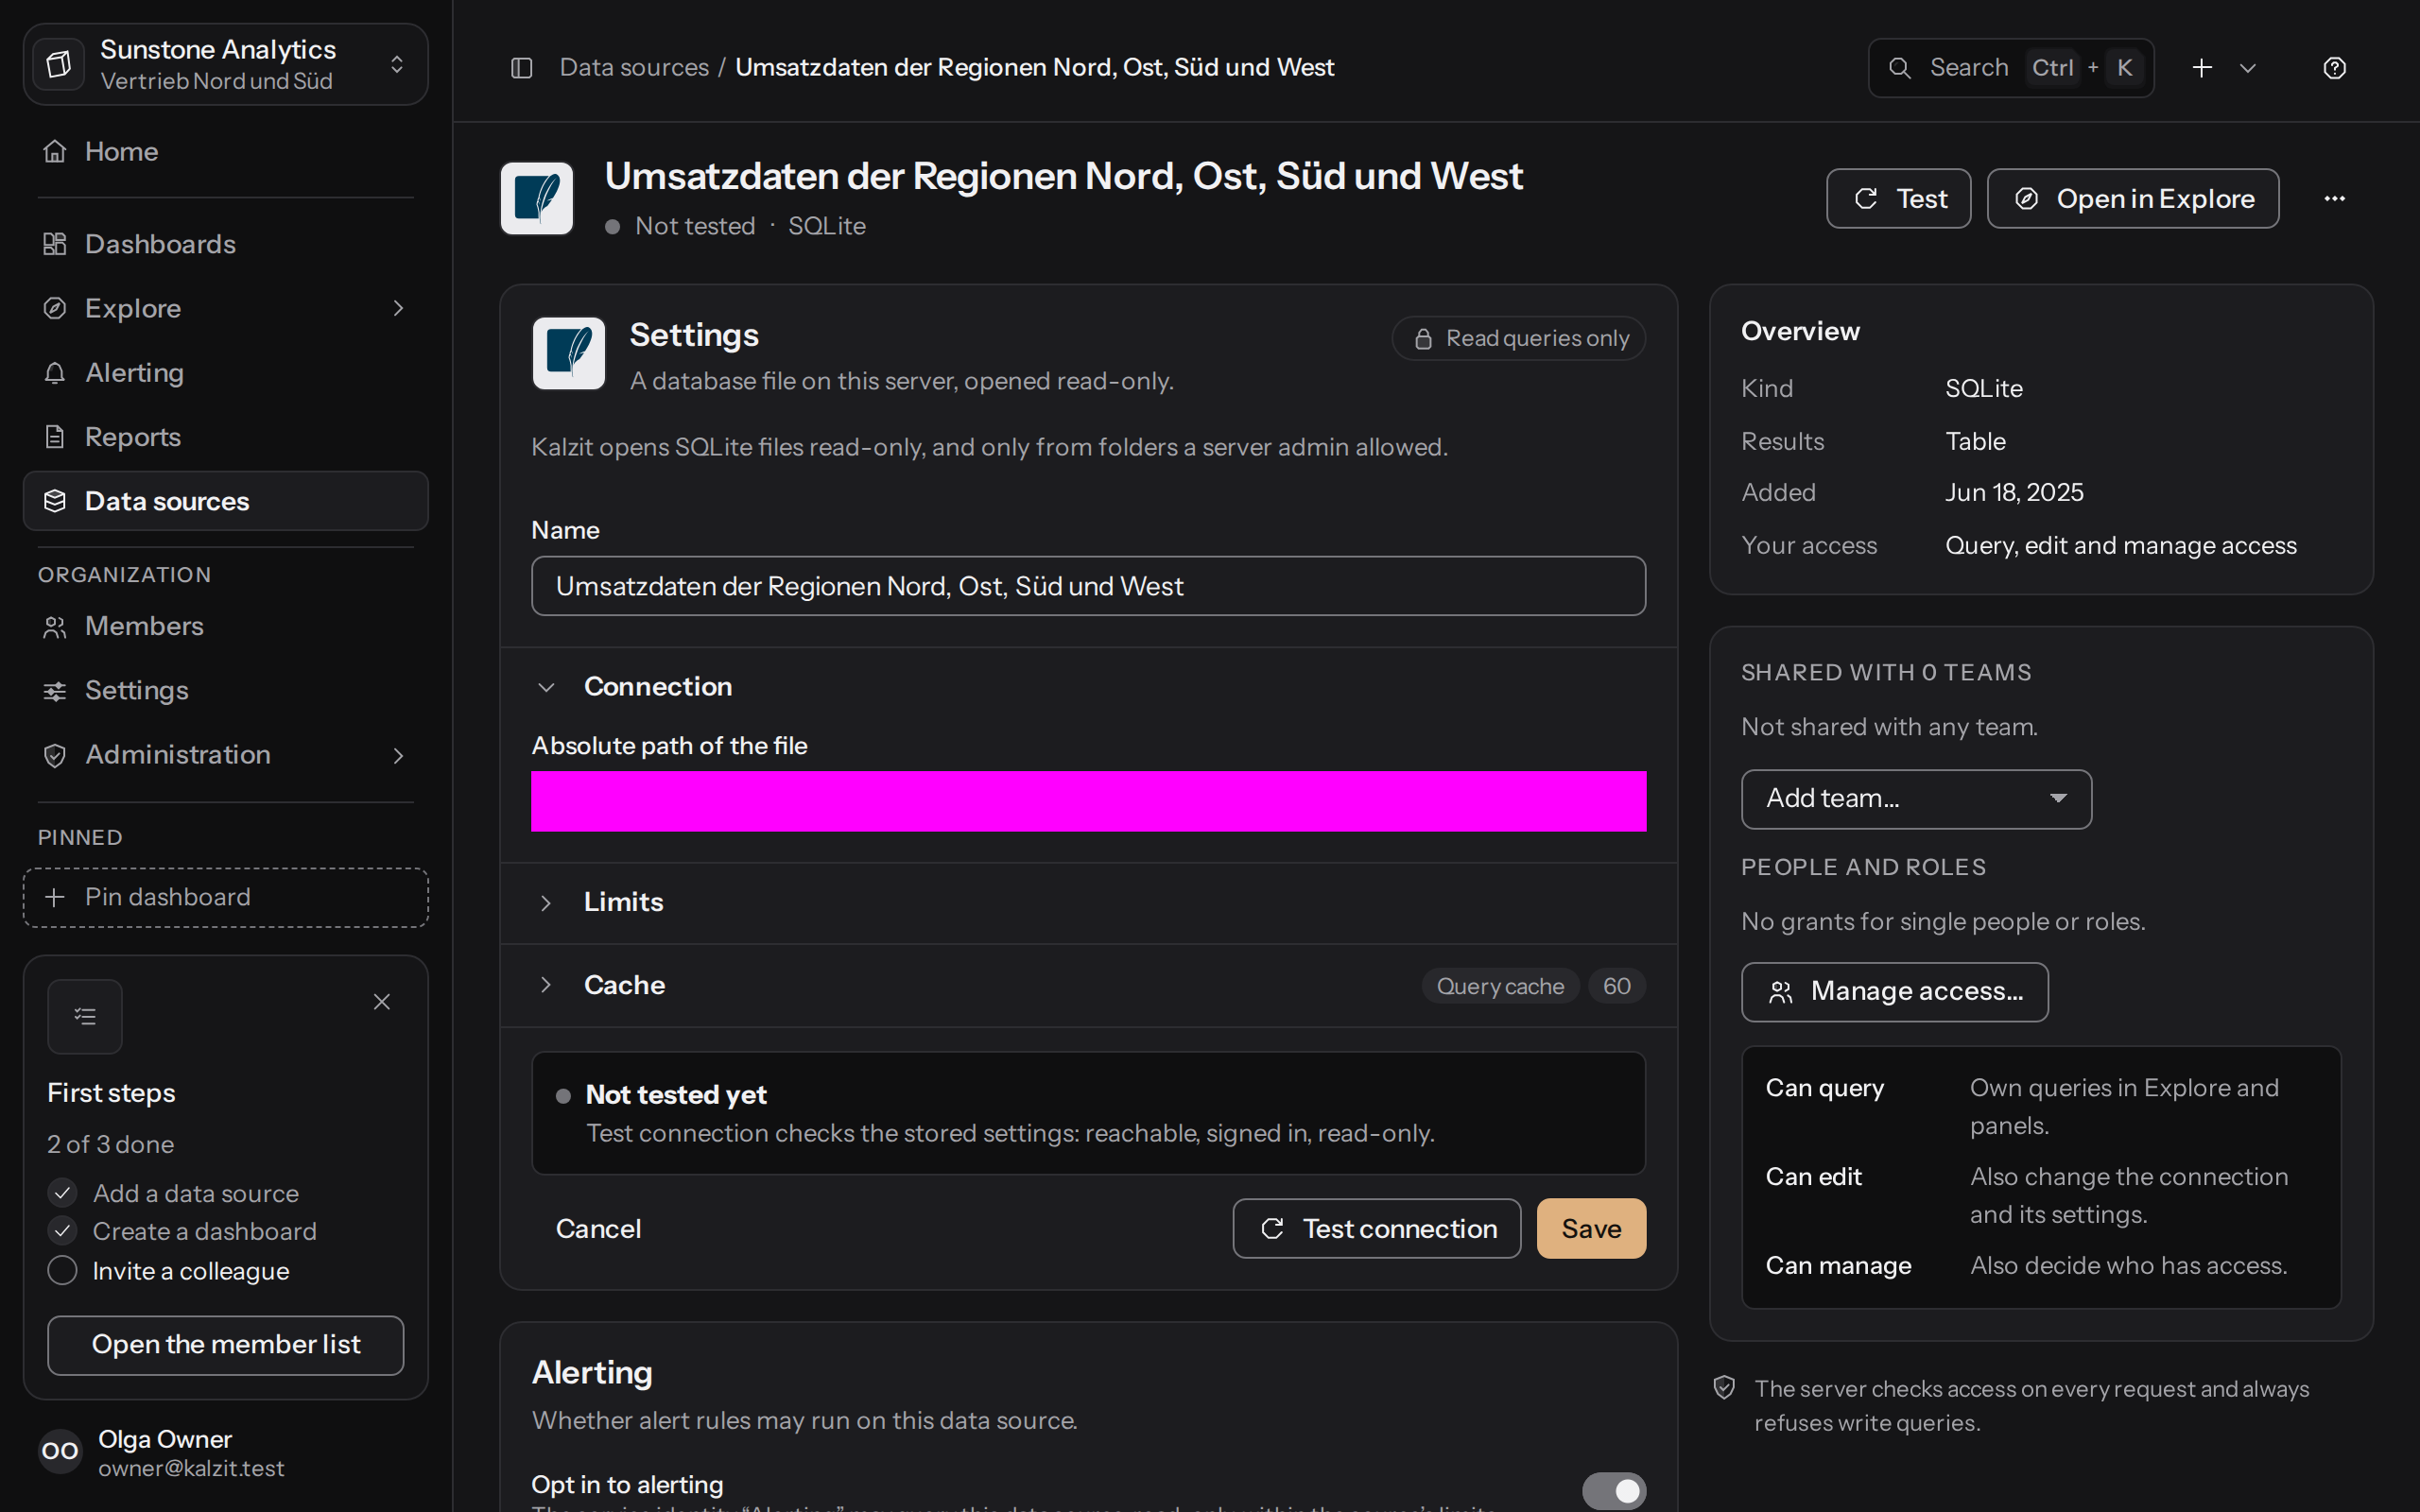 Sunstone Analytics
Vertrieb Nord und Süd
Home
Dashboards
Explore
Alerting
Reports
Data sources
ORGANIZATION
Members
Settings
Administration
PINNED
Pin dashboard
First steps
2 of 3 done
Add a data source
Create a dashboard
Invite a colleague
Open the member list
OO
Olga Owner
owner@kalzit.test
Data sources / Umsatzdaten der Regionen Nord, Ost, Süd und West
Search Ctrl + K
Umsatzdaten der Regionen Nord, Ost, Süd und West
Not tested · SQLite
Test
Open in Explore
Settings
Read queries only
A database file on this server, opened read-only.
Kalzit opens SQLite files read-only, and only from folders a server admin allowed.
Name
Umsatzdaten der Regionen Nord, Ost, Süd und West
Connection
Absolute path of the file
Limits
Cache
Query cache 60
Not tested yet
Test connection checks the stored settings: reachable, signed in, read-only.
Cancel
Test connection
Save
Alerting
Whether alert rules may run on this data source.
Opt in to alerting
Overview
Kind SQLite
Results Table
Added Jun 18, 2025
Your access Query, edit and manage access
SHARED WITH 0 TEAMS
Not shared with any team.
Add team...
PEOPLE AND ROLES
No grants for single people or roles.
Manage access...
Can query Own queries in Explore and
panels.
Can edit Also change the connection
and its settings.
Can manage Also decide who has access.
The server checks access on every request and always
refuses write queries.